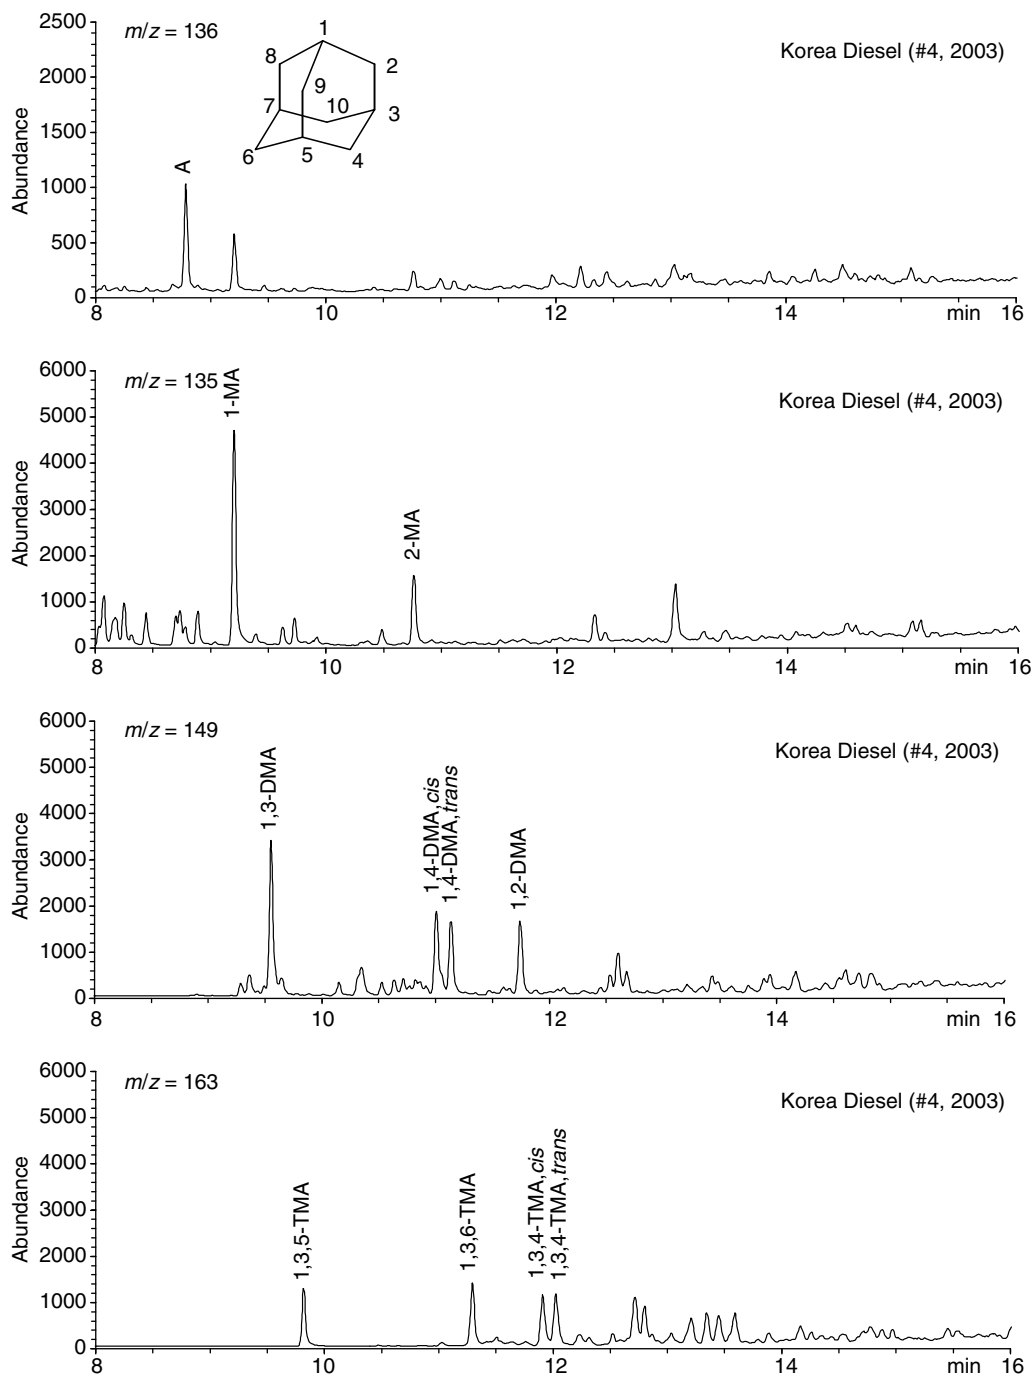 m/z = 136
Korea Diesel (#4, 2003)
1
8
2
9
7
10
3
6
5
4
A
Abundance
2500
2000
1500
1000
500
0
8
10
12
14
min
16
m/z = 135
Korea Diesel (#4, 2003)
1-MA
2-MA
Abundance
6000
5000
4000
3000
2000
1000
0
8
10
12
14
min
16
m/z = 149
Korea Diesel (#4, 2003)
1,3-DMA
1,4-DMA,cis
1,4-DMA,trans
1,2-DMA
Abundance
6000
5000
4000
3000
2000
1000
0
8
10
12
14
min
16
m/z = 163
Korea Diesel (#4, 2003)
1,3,5-TMA
1,3,6-TMA
1,3,4-TMA,cis
1,3,4-TMA,trans
Abundance
6000
5000
4000
3000
2000
1000
0
8
10
12
14
min
16